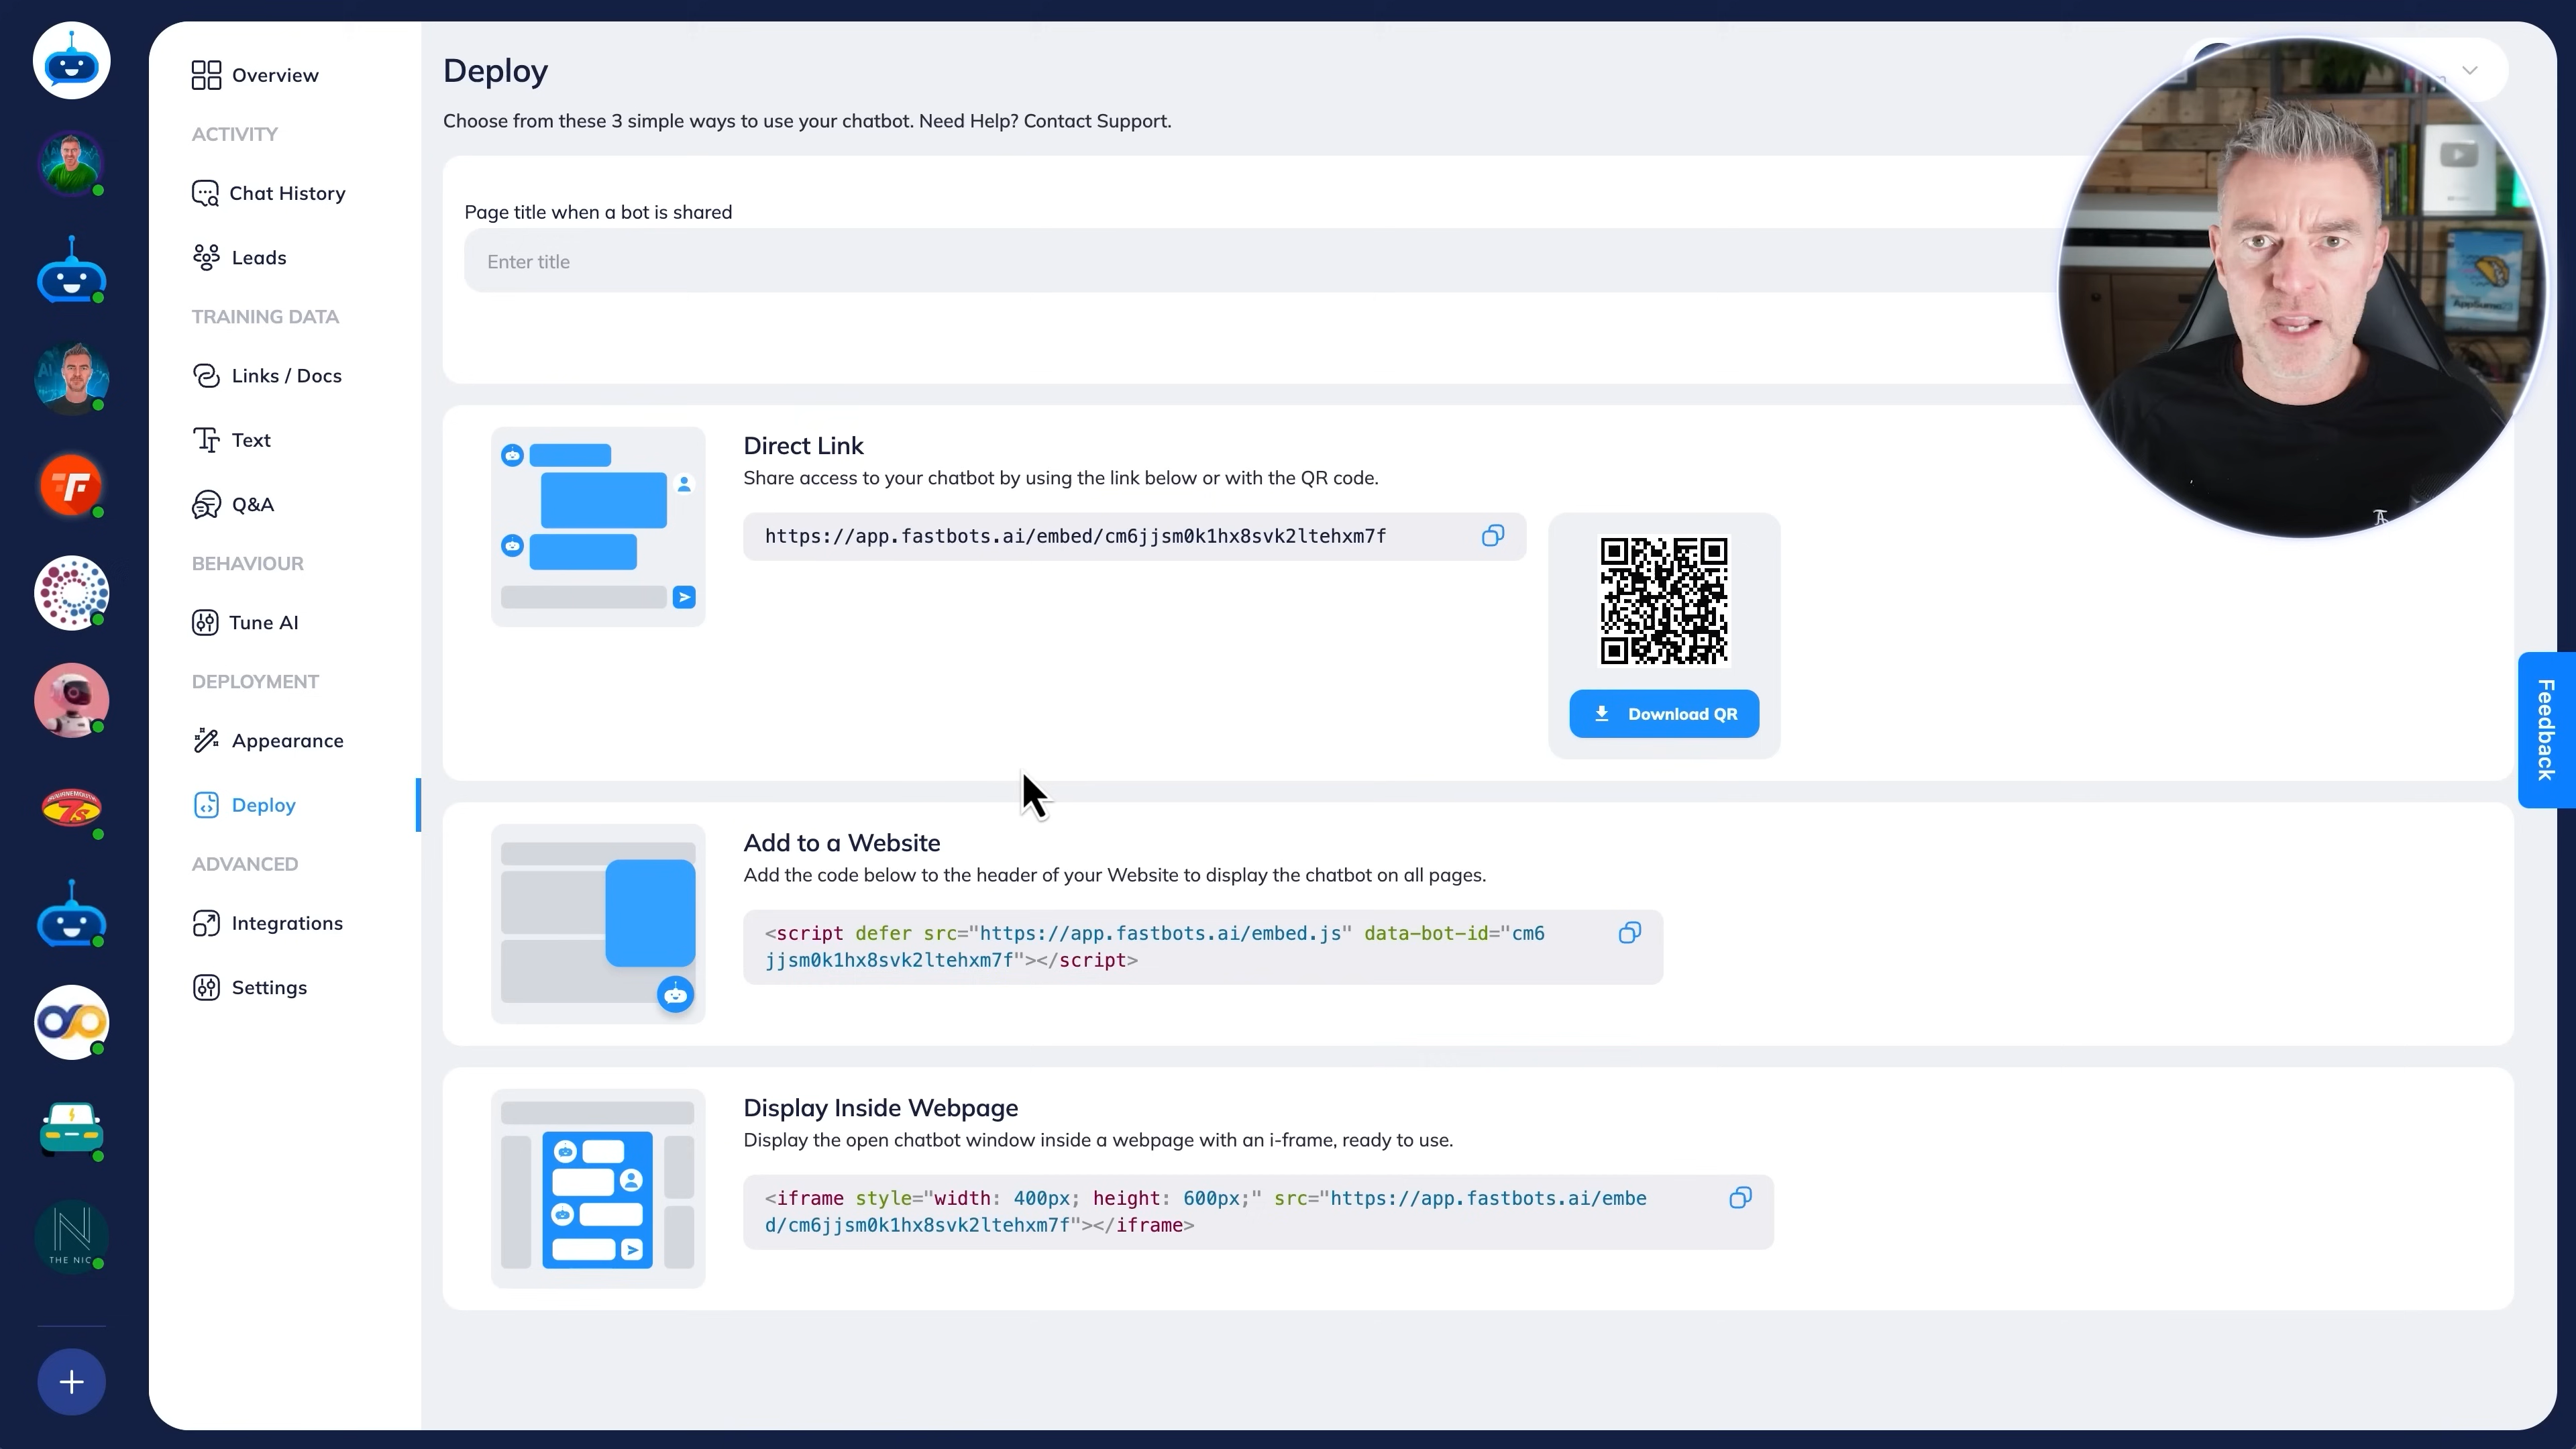 Overview
ACTIVITY
Chat History
Leads
TRAINING DATA
Links / Docs
Text
Q&A
BEHAVIOUR
Tune AI
DEPLOYMENT
Appearance
Deploy
ADVANCED
Integrations
Settings
THE NIC
Deploy
Choose from these 3 simple ways to use your chatbot. Need Help? Contact Support.
Page title when a bot is shared
Enter title
Direct Link
Share access to your chatbot by using the link below or with the QR code.
https://app.fastbots.ai/embed/cm6jjsm0k1hx8svk2ltehxm7f
Download QR
Add to a Website
Add the code below to the header of your Website to display the chatbot on all pages.
<script defer src="https://app.fastbots.ai/embed.js" data-bot-id="cm6
jjsm0k1hx8svk2ltehxm7f"></script>
Display Inside Webpage
Display the open chatbot window inside a webpage with an i-frame, ready to use.
<iframe style="width: 400px; height: 600px;" src="https://app.fastbots.ai/embe
d/cm6jjsm0k1hx8svk2ltehxm7f"></iframe>
Feedback